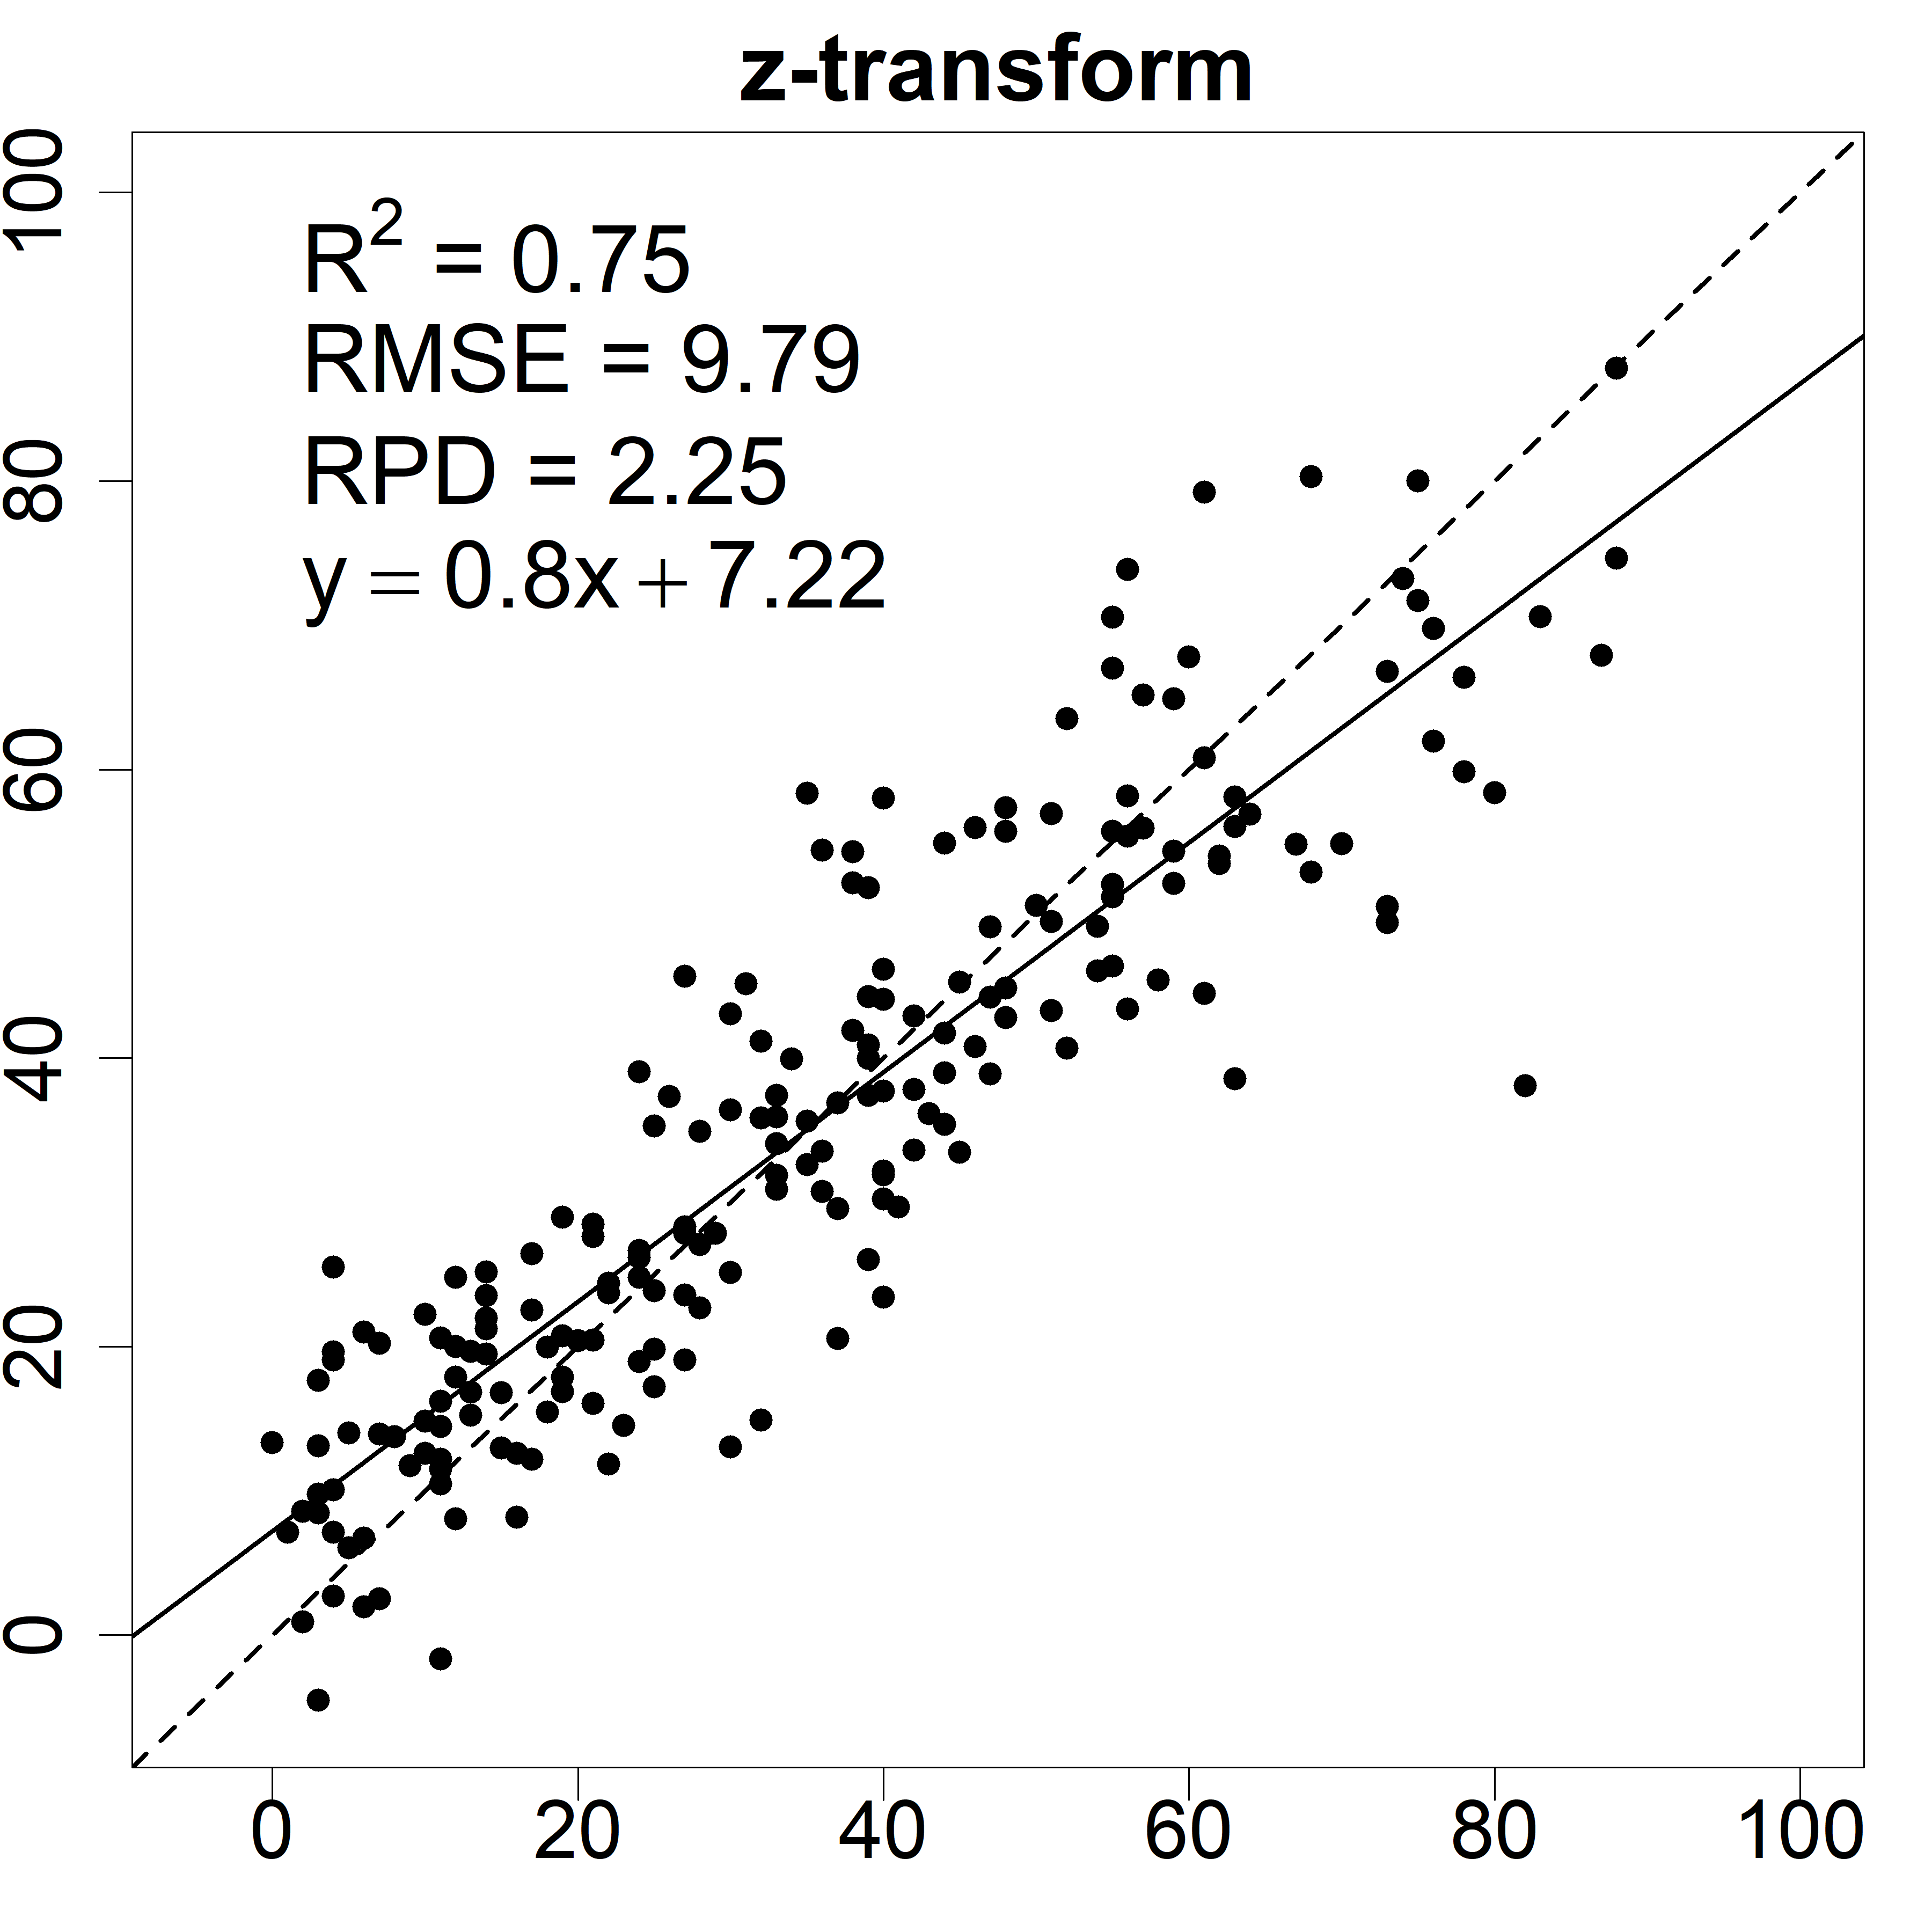 z-transform
R² = 0.75
RMSE = 9.79
RPD = 2.25
y = 0.8x + 7.22
100
80
60
40
20
0
0 20 40 60 80 100